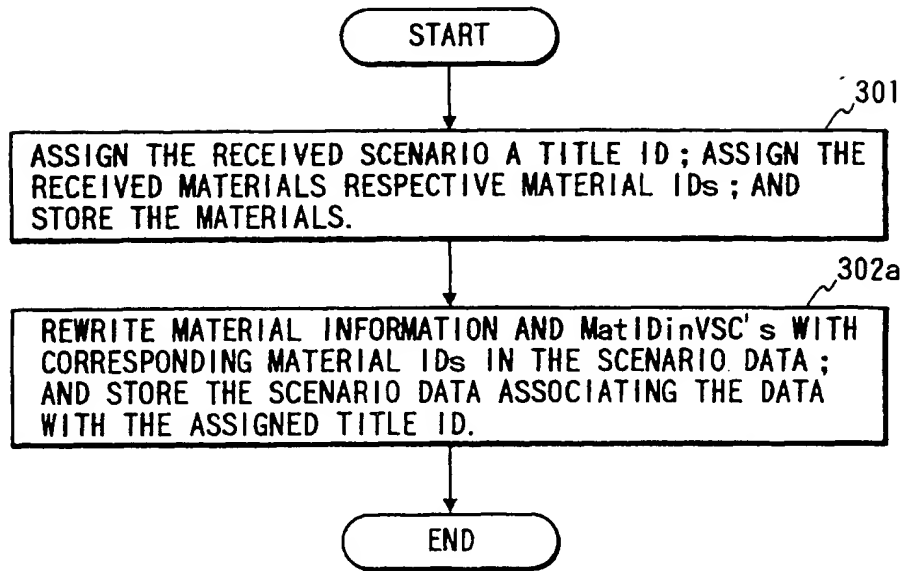 START
301
ASSIGN THE RECEIVED SCENARIO A TITLE ID; ASSIGN THE
RECEIVED MATERIALS RESPECTIVE MATERIAL IDs; AND
STORE THE MATERIALS.
302a
REWRITE MATERIAL INFORMATION AND MatIDinVSC's WITH
CORRESPONDING MATERIAL IDs IN THE SCENARIO DATA;
AND STORE THE SCENARIO DATA ASSOCIATING THE DATA
WITH THE ASSIGNED TITLE ID.
END